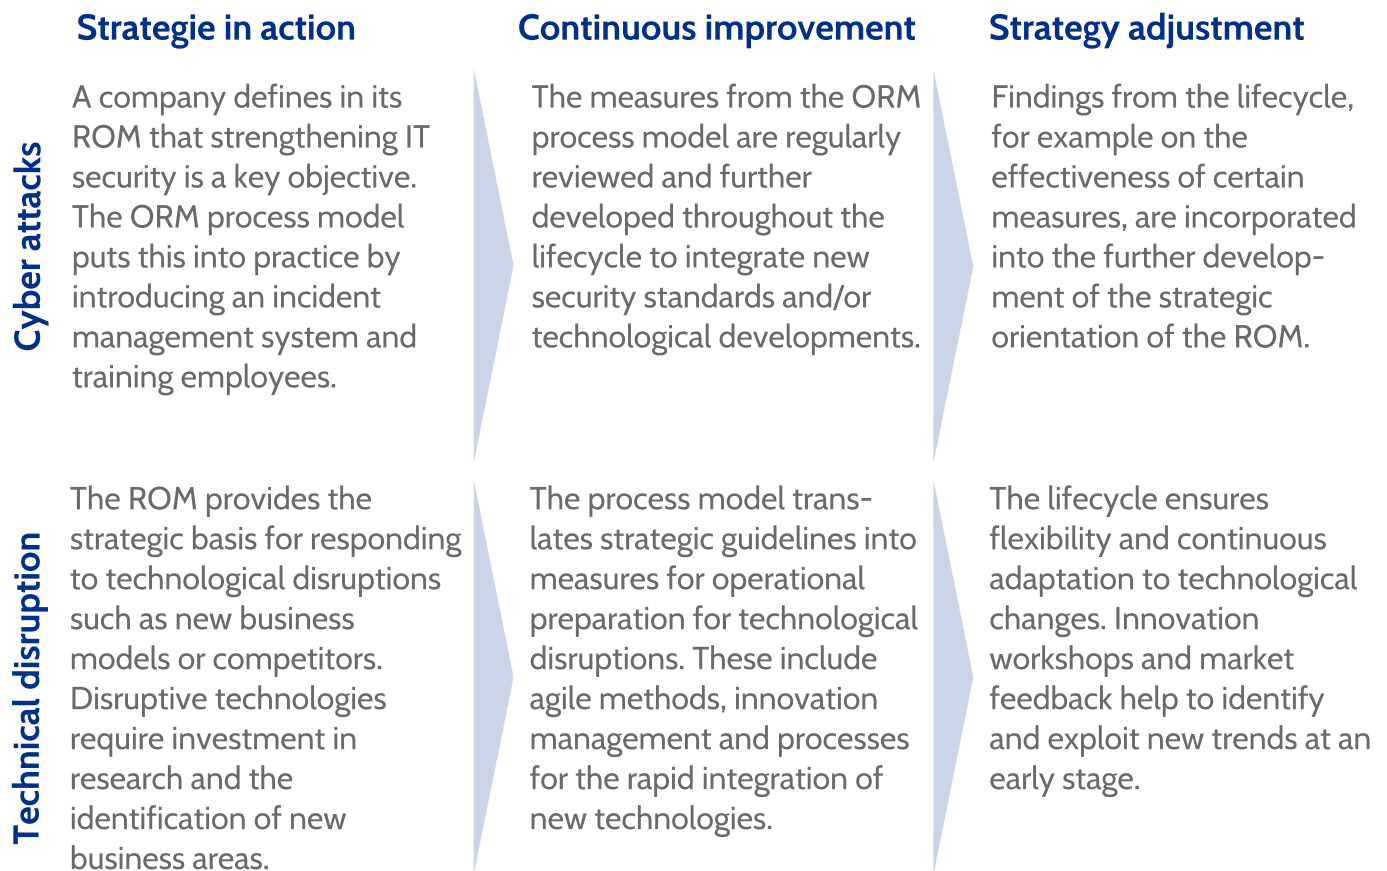 Strategie in action
Continuous improvement
Strategy adjustment
Cyber attacks
A company defines in its
ROM that strengthening IT
security is a key objective.
The ORM process model
puts this into practice by
introducing an incident
management system and
training employees.
The measures from the ORM
process model are regularly
reviewed and further
developed throughout the
lifecycle to integrate new
security standards and/or
technological developments.
Findings from the lifecycle,
for example on the
effectiveness of certain
measures, are incorporated
into the further develop-
ment of the strategic
orientation of the ROM.
Technical disruption
The ROM provides the
strategic basis for responding
to technological disruptions
such as new business
models or competitors.
Disruptive technologies
require investment in
research and the
identification of new
business areas.
The process model trans-
lates strategic guidelines into
measures for operational
preparation for technological
disruptions. These include
agile methods, innovation
management and processes
for the rapid integration of
new technologies.
The lifecycle ensures
flexibility and continuous
adaptation to technological
changes. Innovation
workshops and market
feedback help to identify
and exploit new trends at an
early stage.